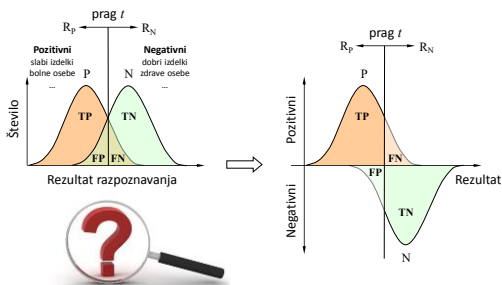 prag t
R_P R_N
Pozitivni
slabi izdelki
bolne osebe
...
Negativni
dobri izdelki
zdrave osebe
...
P N
Število
TP TN
FP FN
Rezultat razpoznavanja
prag t
R_P R_N
P
Pozitivni
TP
FN
FP
Rezultat
Negativni
TN
N